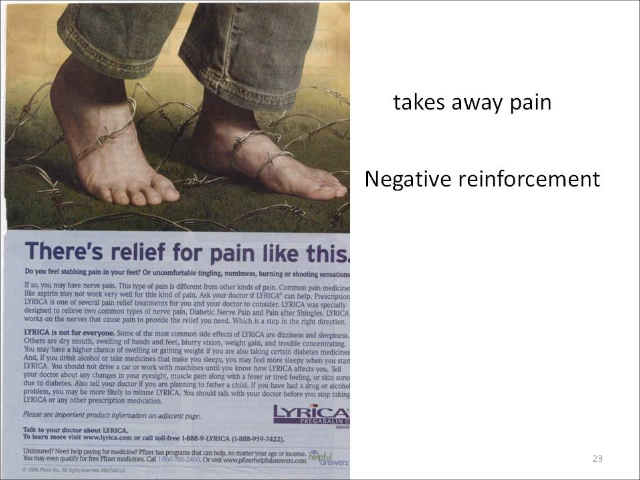 There's relief for pain like this.
Do you feel stabbing pain in your feet? Or uncomfortable tingling, numbness, burning or shooting sensations
If so, you may have nerve pain. This type of pain is different from other kinds of pain. Common pain medicine
like aspirin may not work very well for this kind of pain. Ask your doctor if LYRICA® can help. Prescription
LYRICA is one of several pain relief treatments for you and your doctor to consider. LYRICA was specially
designed to relieve two common types of nerve pain, Diabetic Nerve Pain and Pain after Shingles. LYRICA
works on the nerves that cause pain to provide the relief you need. Which is a step in the right direction.
LYRICA is not for everyone. Some of the most common side effects of LYRICA are dizziness and sleepiness.
Others are dry mouth, swelling of hands and feet, blurry vision, weight gain, and trouble concentrating.
You may have a higher chance of swelling or gaining weight if you are also taking certain diabetes medicines
And, if you drink alcohol or take medicines that make you sleepy, you may feel more sleepy when you start
LYRICA. You should not drive a car or work with machines until you know how LYRICA affects you. Tell
your doctor about any changes in your eyesight, muscle pain along with a fever or tired feeling, or skin sores
due to diabetes. Also tell your doctor if you are planning to father a child. If you have had a drug or alcohol
problem, you may be more likely to misuse LYRICA. You should talk with your doctor before you stop taking
LYRICA or any other prescription medication.
Please see important product information on adjacent page.
LYRICA
PREGABALIN
Talk to your doctor about LYRICA.
To learn more visit www.lyrica.com or call toll-free 1-888-9-LYRICA (1-888-959-7422).
Uninsured? Need help paying for medicine? Pfizer has programs that can help, no matter your age or income.
You may even qualify for free Pfizer medicines. Call 1-866-706-2400. Or visit www.pfizerhelpfulanswers.com
helpful
answers
© 2006 Pfizer Inc. All rights reserved.
takes away pain
Negative reinforcement
23